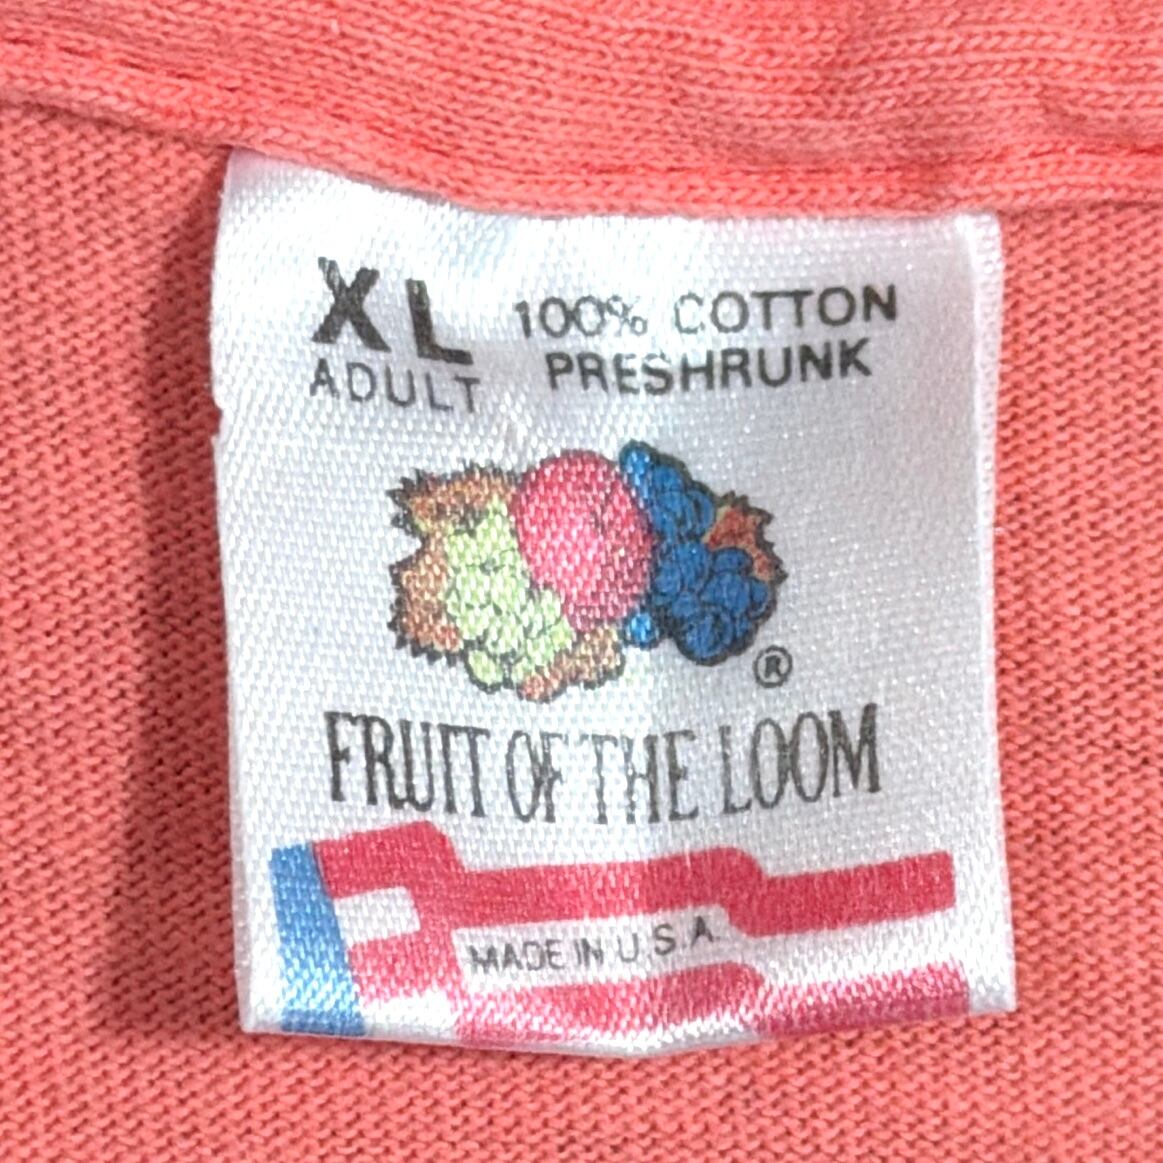 XL 100% COTTON
ADULT PRESHRUNK
®
FRUIT OF THE LOOM
MADE IN U.S.A.